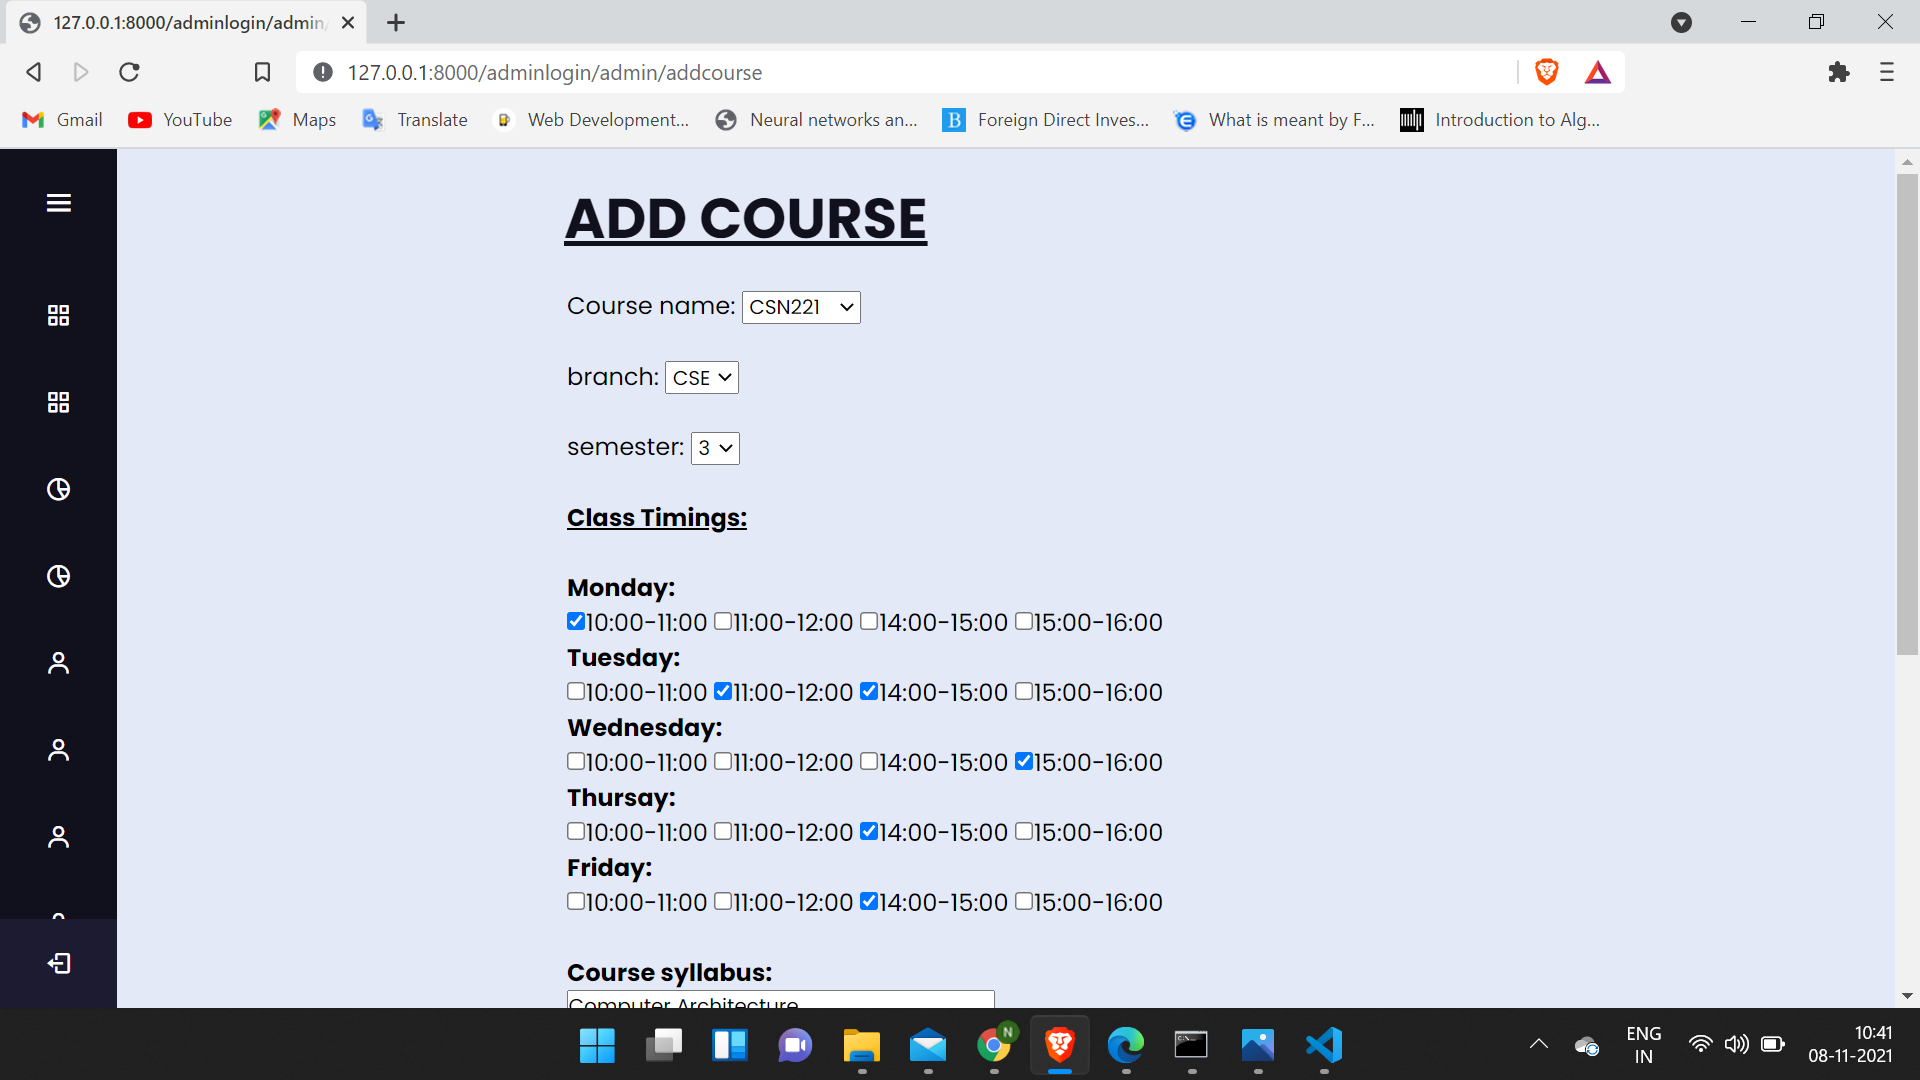 127.0.0.1:8000/adminlogin/admin/
127.0.0.1:8000/adminlogin/admin/addcourse
Gmail YouTube Maps Translate Web Development... Neural networks an... Foreign Direct Inves... What is meant by F... Introduction to Alg...
ADD COURSE
Course name: CSN221
branch: CSE
semester: 3
Class Timings:
Monday:
10:00-11:00 11:00-12:00 14:00-15:00 15:00-16:00
Tuesday:
10:00-11:00 11:00-12:00 14:00-15:00 15:00-16:00
Wednesday:
10:00-11:00 11:00-12:00 14:00-15:00 15:00-16:00
Thursay:
10:00-11:00 11:00-12:00 14:00-15:00 15:00-16:00
Friday:
10:00-11:00 11:00-12:00 14:00-15:00 15:00-16:00
Course syllabus:
Computer Architecture
N
ENG
IN
10:41
08-11-2021